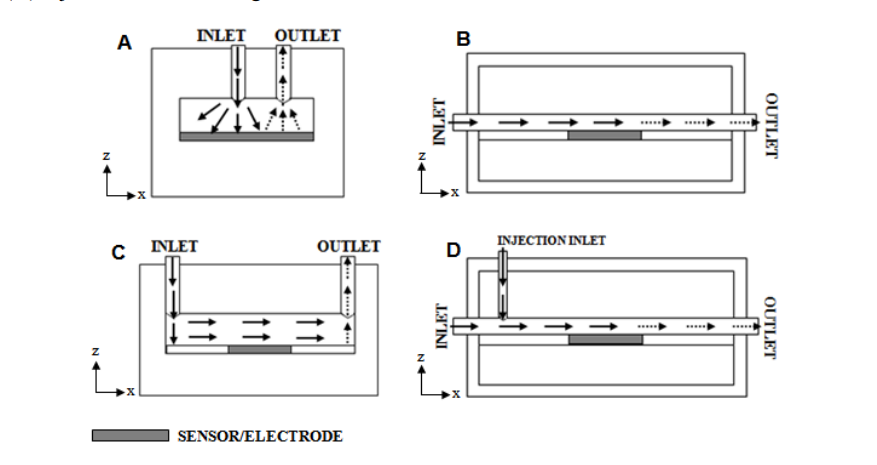 A
INLET
OUTLET
z
x
B
INLET
OUTLET
z
x
C
INLET
OUTLET
z
x
D
INJECTION INLET
INLET
OUTLET
z
x
SENSOR/ELECTRODE